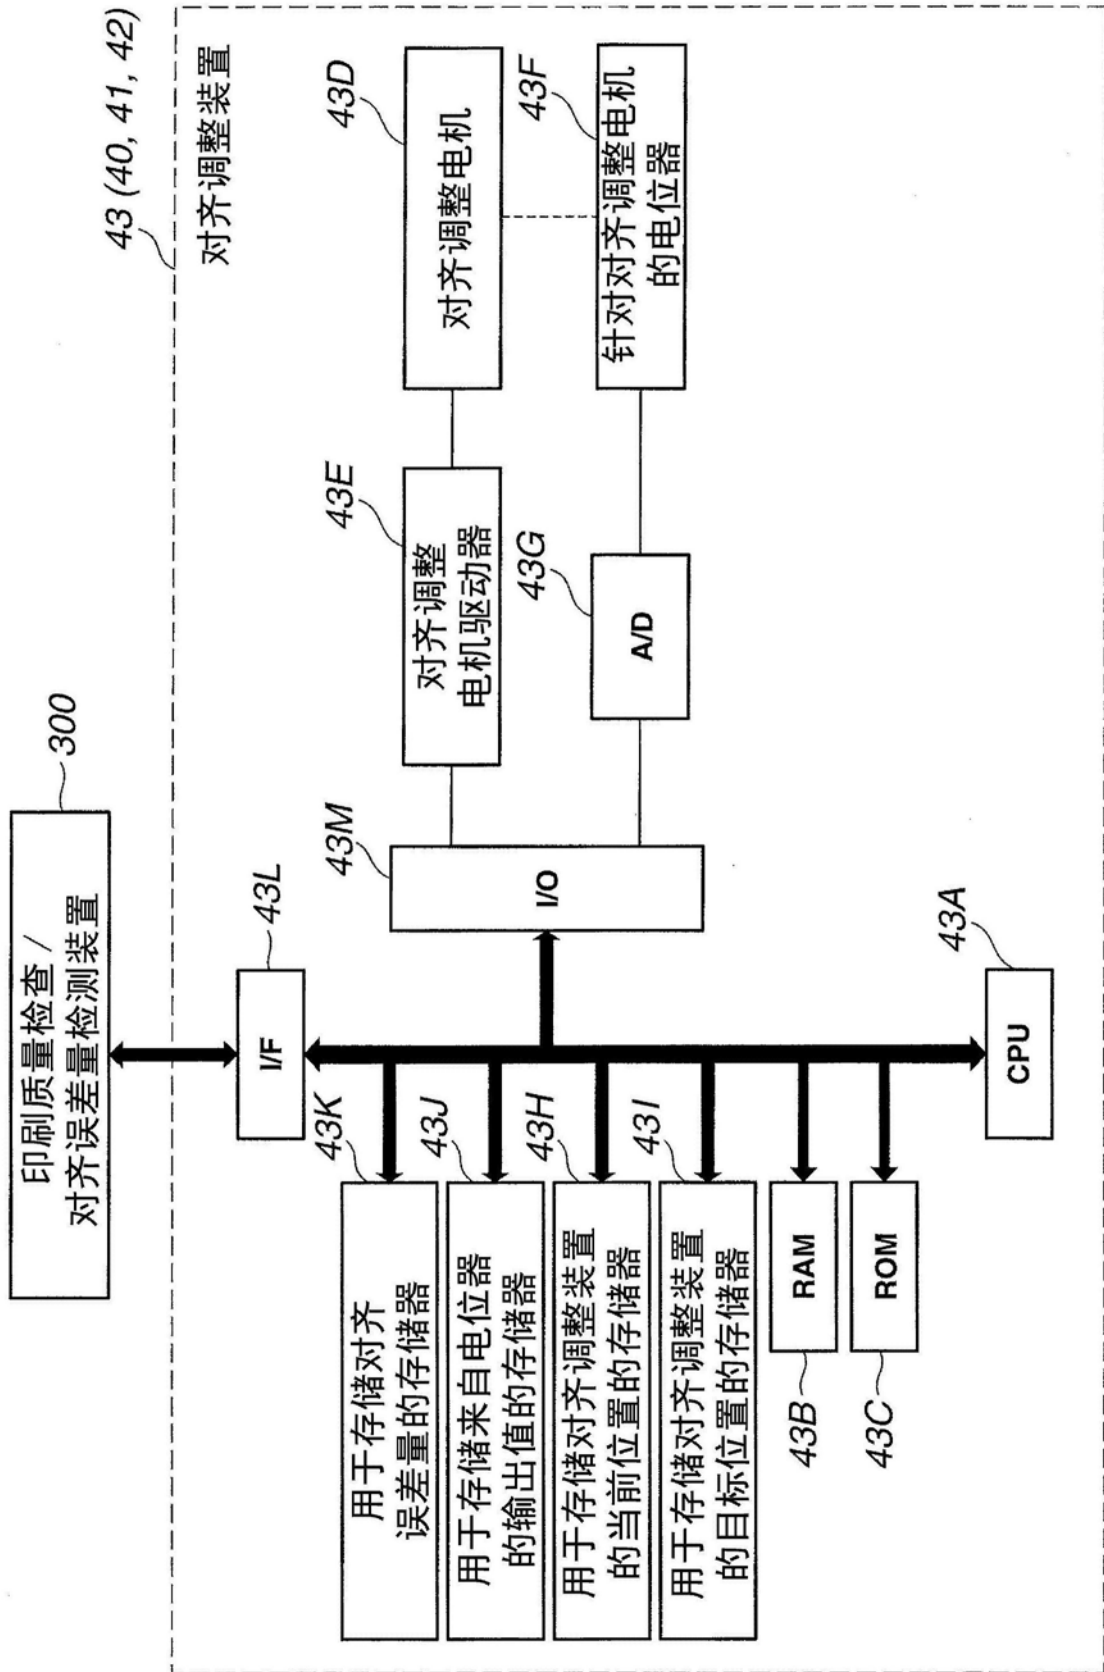 43 (40, 41, 42)
对齐调整装置
300
印刷质量检查 /
对齐误差量检测装置
43L
I/F
43K
用于存储对齐
误差量的存储器
43J
用于存储来自电位器
的输出值的存储器
43H
用于存储对齐调整装置
的当前位置的存储器
43I
用于存储对齐调整装置
的目标位置的存储器
RAM
43B
ROM
43C
43A
CPU
43M
I/O
43E
对齐调整
电机驱动器
43D
对齐调整电机
43G
A/D
43F
针对对齐调整电机
的电位器